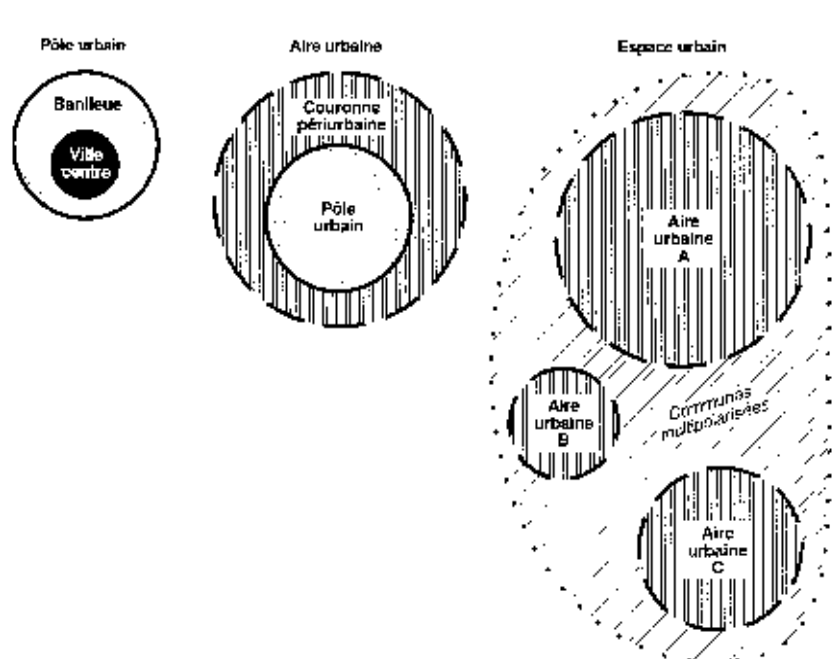 Pôle urbain
Aire urbaine
Espace urbain
Banlieue
Ville
centre
Couronne
périurbaine
Pôle
urbain
Aire
urbaine
A
Aire
urbaine
B
Communes
multipolarisées
Aire
urbaine
C